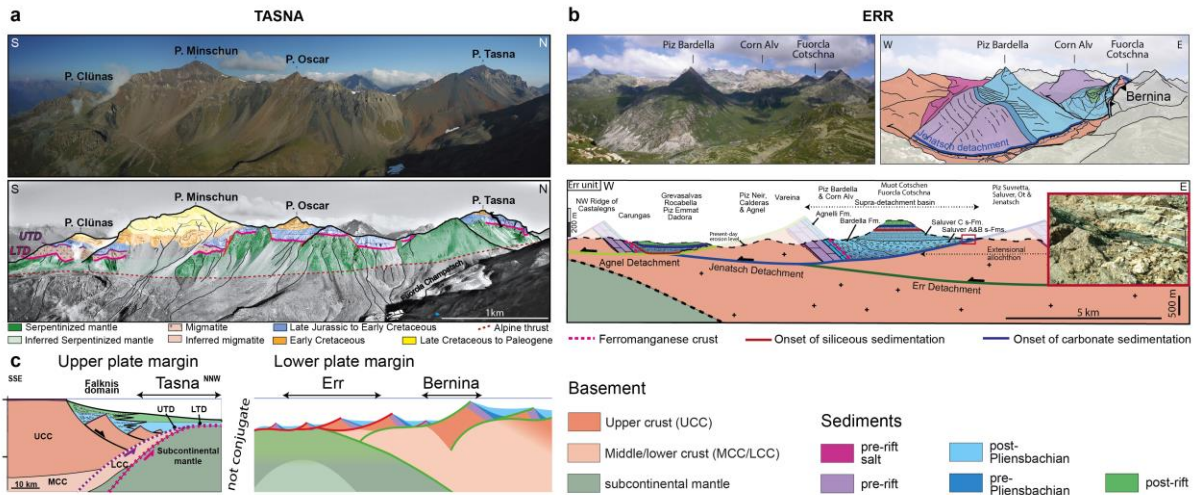 a
TASNA
S
N
P. Clünas
P. Minschun
P. Oscar
P. Tasna
S
N
P. Clünas
P. Minschun
P. Oscar
P. Tasna
UTD
LTD
Fuorcla Champatsch
1km
Serpentinized mantle
Migmatite
Late Jurassic to Early Cretaceous
Alpine thrust
Inferred Serpentinized mantle
Inferred migmatite
Early Cretaceous
Late Cretaceous to Paleogene
b
ERR
Piz Bardella
Corn Alv
Fuorcla
Cotschna
W
E
Piz Bardella
Corn Alv
Fuorcla
Cotschna
Bernina
Jenatsch detachment
Err unit
W
E
NW Ridge of
Castalegns
Carungas
Grevasalvas
Rocabella
Piz Emmat
Dadora
Piz Neir,
Calderas
& Agnel
Vareina
Piz Bardella
& Corn Alv
Muot Cotschen
Fuorcla Cotschna
Supra-detachment basin
Piz Suvretta,
Saluver, Ot &
Jenatsch
Agnelli Fm.
Bardella Fm.
Saluver C s-Fm.
Saluver A&B s-Fms.
200 m
Present-day
erosion level
Extensional
allochthon
Agnel Detachment
Jenatsch Detachment
Err Detachment
5 km
500 m
Ferromanganese crust
Onset of siliceous sedimentation
Onset of carbonate sedimentation
c
Upper plate margin
SSE
Falknis
domain
Tasna
NNW
UTD
LTD
UCC
LCC
MCC
Subcontinental
mantle
10 km
not conjugate
Lower plate margin
Err
Bernina
Basement
Upper crust (UCC)
Middle/lower crust (MCC/LCC)
subcontinental mantle
Sediments
pre-rift
salt
pre-rift
post-
Pliensbachian
pre-
Pliensbachian
post-rift